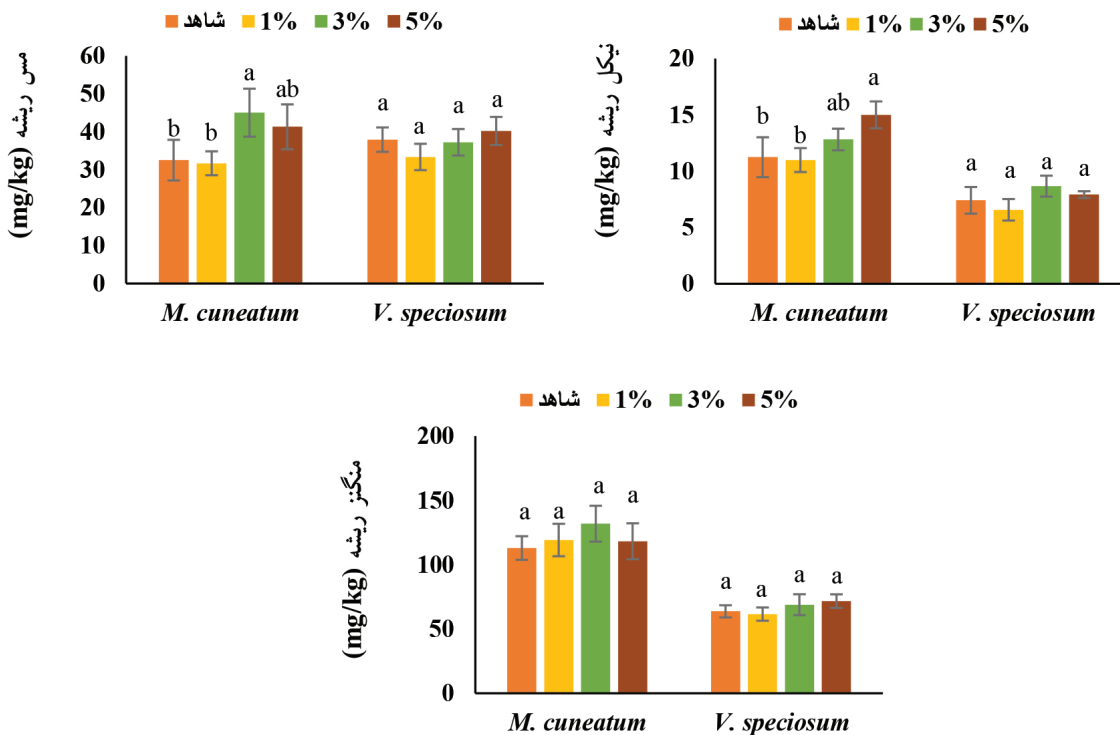 شاهد 1% 3% 5%
مس ریشه (mg/kg)
60
50
40
30
20
10
0
b b a ab a a a a
M. cuneatum V. speciosum
شاهد 1% 3% 5%
نیکل ریشه (mg/kg)
20
15
10
5
0
b b ab a a a a a
M. cuneatum V. speciosum
شاهد 1% 3% 5%
منگنز ریشه (mg/kg)
200
150
100
50
0
a a a a a a a a
M. cuneatum V. speciosum